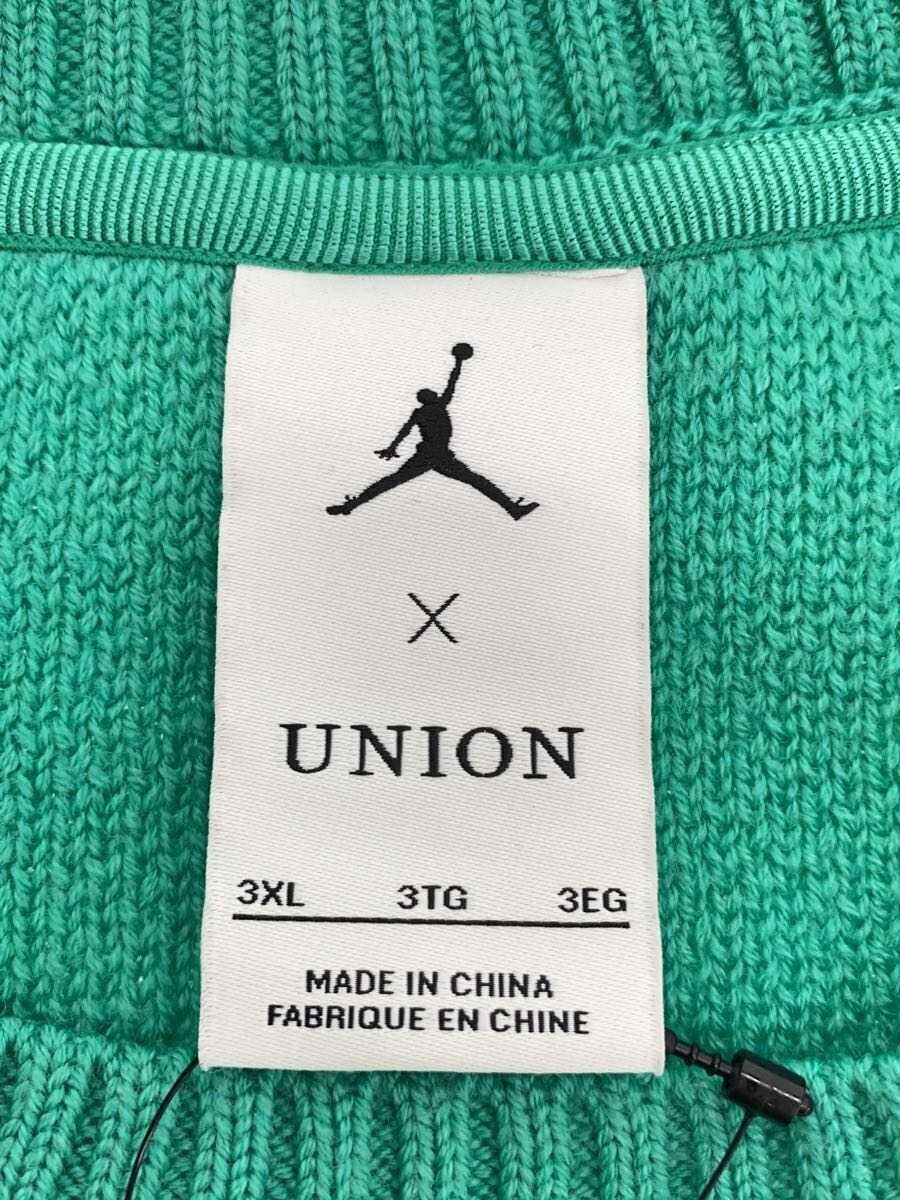 X
UNION
3XL 3TG 3EG
MADE IN CHINA
FABRIQUE EN CHINE